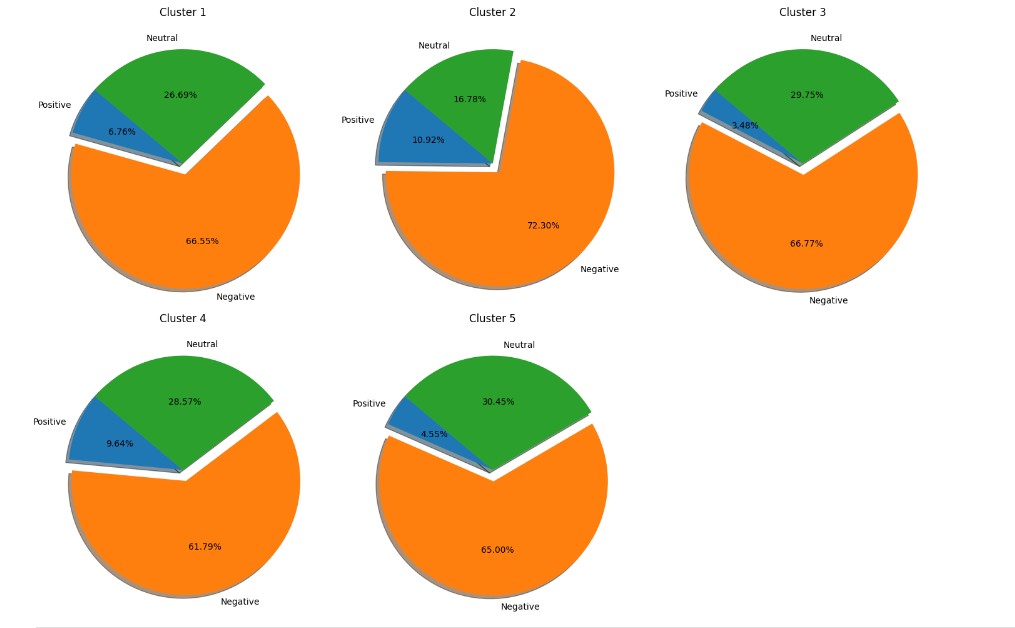 Cluster 1
Neutral
Positive
26.69%
6.76%
66.55%
Negative
Cluster 2
Neutral
Positive
16.78%
10.92%
72.30%
Negative
Cluster 3
Neutral
Positive
29.75%
3.48%
66.77%
Negative
Cluster 4
Neutral
Positive
28.57%
9.64%
61.79%
Negative
Cluster 5
Neutral
Positive
30.45%
4.55%
65.00%
Negative